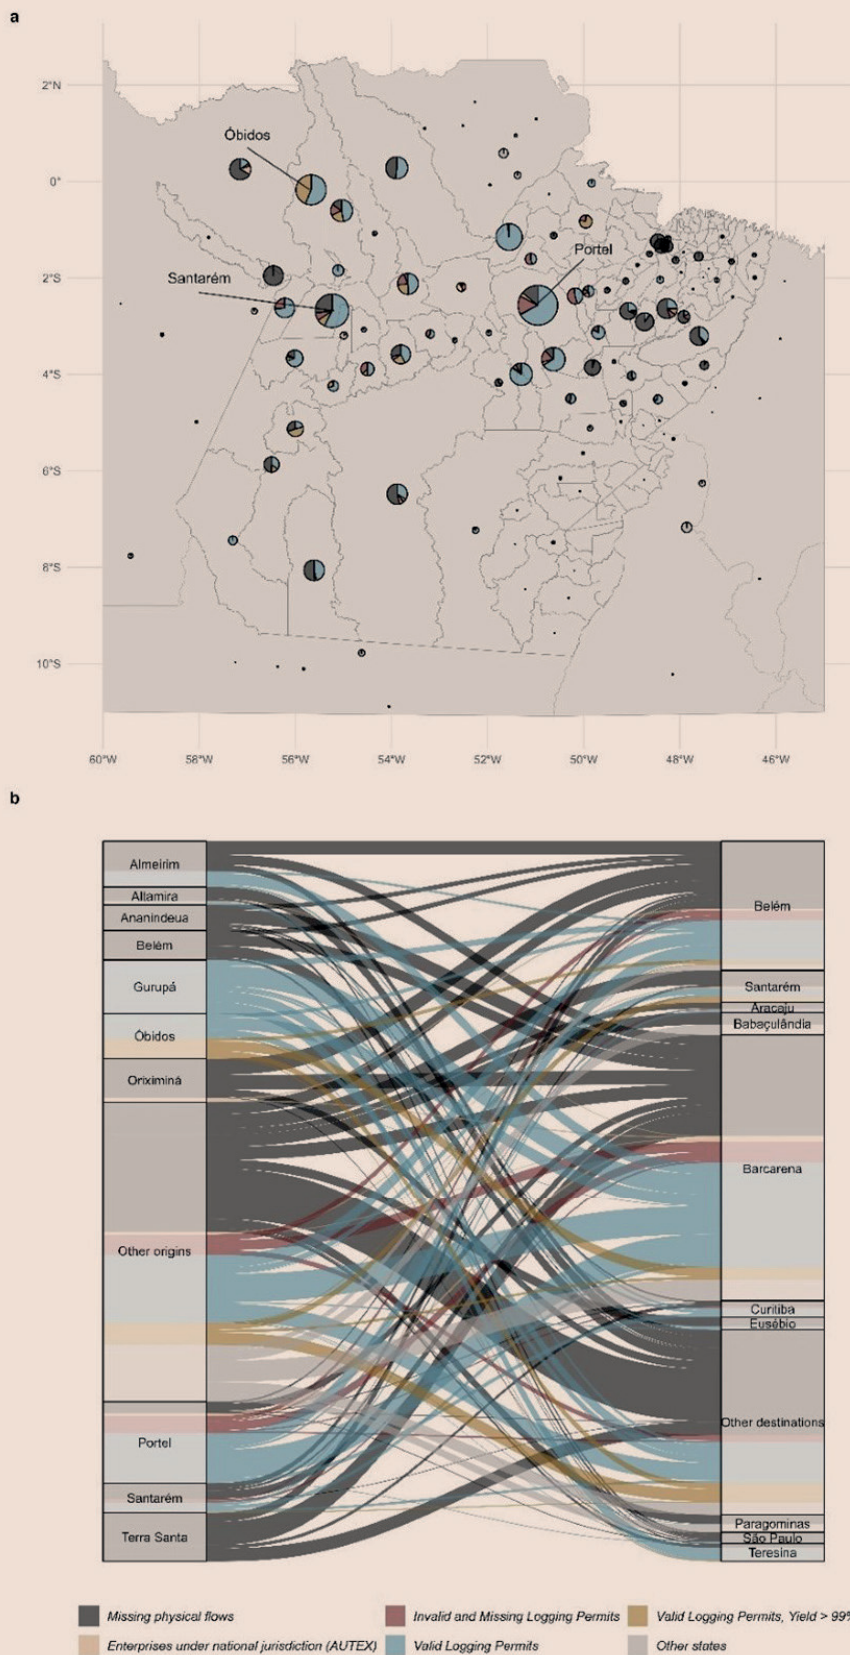 a
2°N
Óbidos
0°
Portel
2°S
Santarém
4°S
6°S
8°S
10°S
60°W 58°W 56°W 54°W 52°W 50°W 48°W 46°W
b
Almeirim
Altamira
Ananindeua
Belém
Gurupá
Óbidos
Oriximiná
Other origins
Portel
Santarém
Terra Santa
Belém
Santarém
Aracaju
Babaçulândia
Barcarena
Curitiba
Eusébio
Other destinations
Paragominas
São Paulo
Teresina
Missing physical flows Invalid and Missing Logging Permits Valid Logging Permits, Yield > 99%
Enterprises under national jurisdiction (AUTEX) Valid Logging Permits Other states